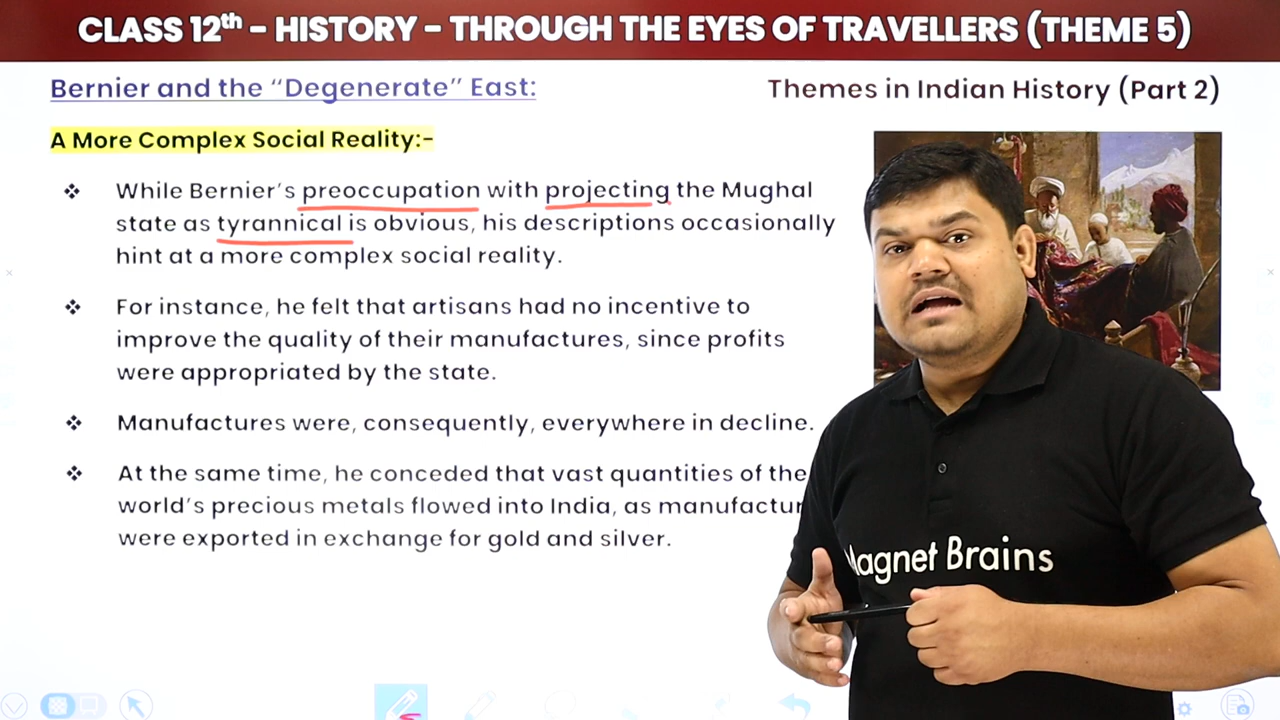 CLASS 12th - HISTORY - THROUGH THE EYES OF TRAVELLERS (THEME 5)
Bernier and the “Degenerate” East:
Themes in Indian History (Part 2)
A More Complex Social Reality:-
❖ While Bernier's preoccupation with projecting the Mughal
state as tyrannical is obvious, his descriptions occasionally
hint at a more complex social reality.
❖ For instance, he felt that artisans had no incentive to
improve the quality of their manufactures, since profits
were appropriated by the state.
❖ Manufactures were, consequently, everywhere in decline.
❖ At the same time, he conceded that vast quantities of the
world's precious metals flowed into India, as manufactur
were exported in exchange for gold and silver.
Magnet Brains